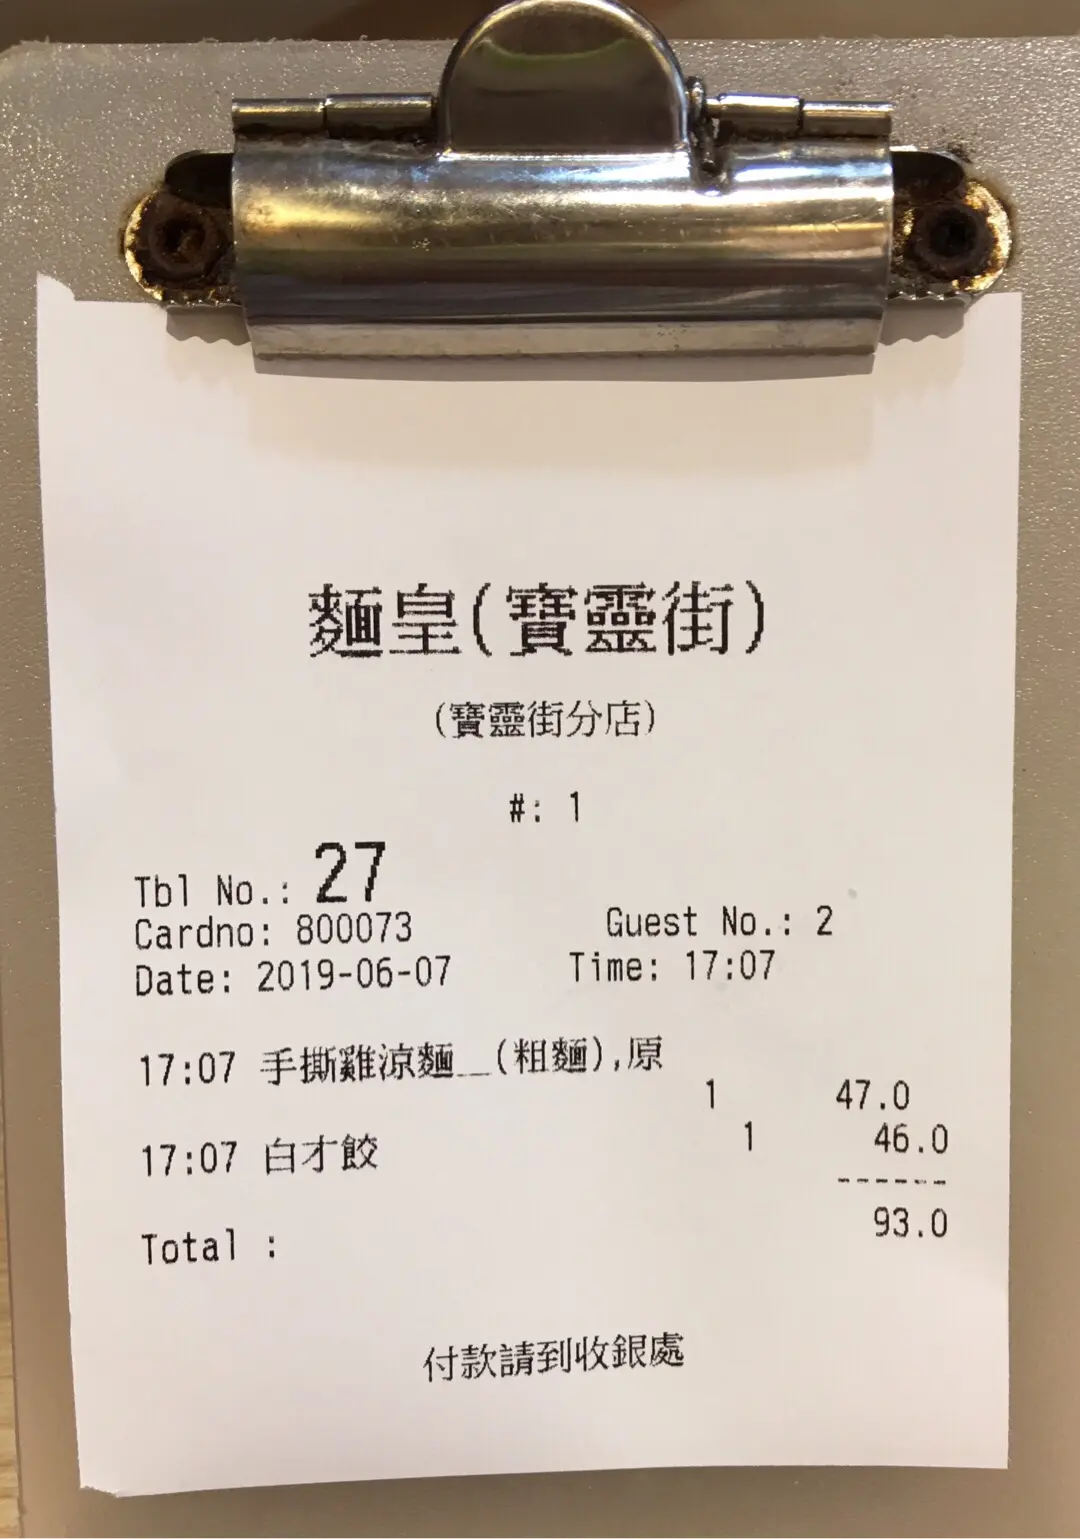 麵皇(寶靈街)
(寶靈街分店)
#: 1
Tbl No.: 27
Cardno: 800073 Guest No.: 2
Date: 2019-06-07 Time: 17:07
17:07 手撕雞涼麵__(粗麵),原
1 47.0
17:07 白才餃 1 46.0
------
Total : 93.0
付款請到收銀處